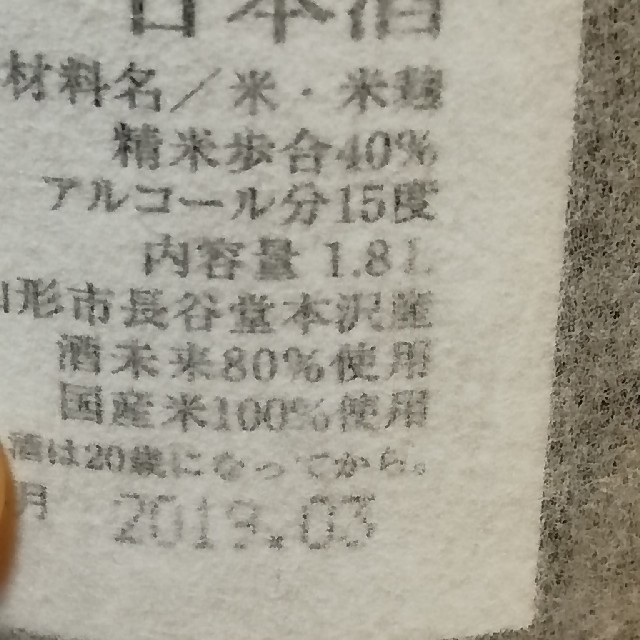 日本酒
材料名／米・米麹
精米歩合40%
アルコール分15度
内容量 1.8L
形市長谷堂本沢産
酒未来80%使用
国産米100%使用
は20歳になってから。
月 2019.03